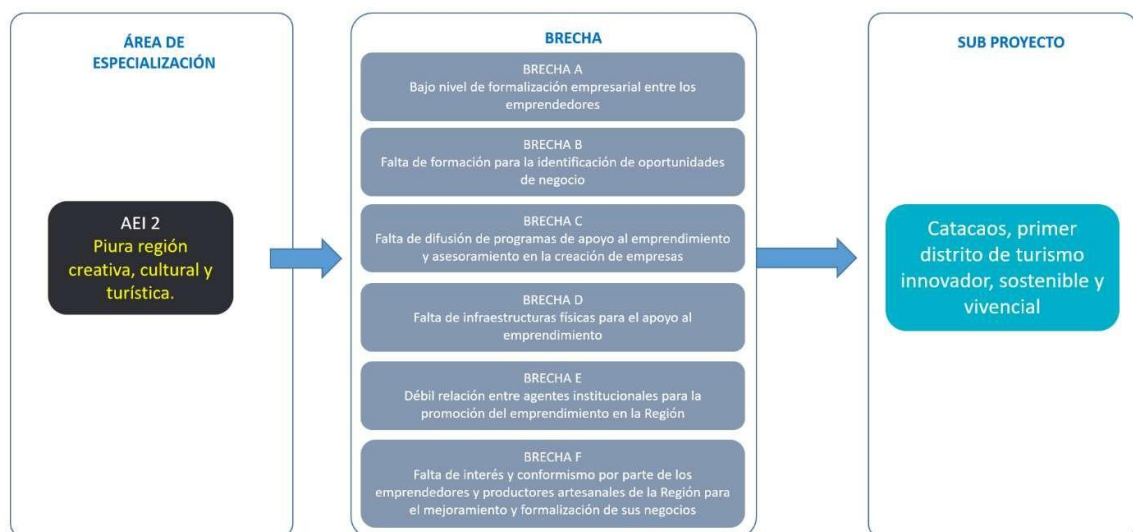 ÁREA DE
ESPECIALIZACIÓN
AEI 2
Piura región
creativa, cultural y
turística.
BRECHA
BRECHA A
Bajo nivel de formalización empresarial entre los
emprendedores
BRECHA B
Falta de formación para la identificación de oportunidades
de negocio
BRECHA C
Falta de difusión de programas de apoyo al emprendimiento
y asesoramiento en la creación de empresas
BRECHA D
Falta de infraestructuras físicas para el apoyo al
emprendimiento
BRECHA E
Débil relación entre agentes institucionales para la
promoción del emprendimiento en la Región
BRECHA F
Falta de interés y conformismo por parte de los
emprendedores y productores artesanales de la Región para
el mejoramiento y formalización de sus negocios
SUB PROYECTO
Catacaos, primer
distrito de turismo
innovador, sostenible y
vivencial